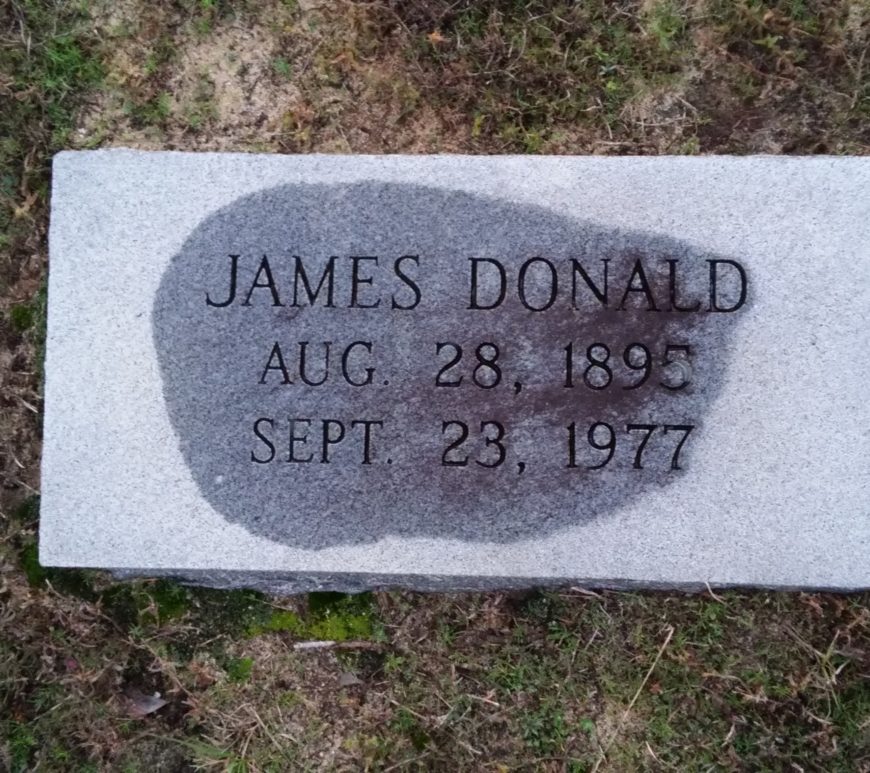 JAMES DONALD
AUG. 28, 1895
SEPT. 23, 1977